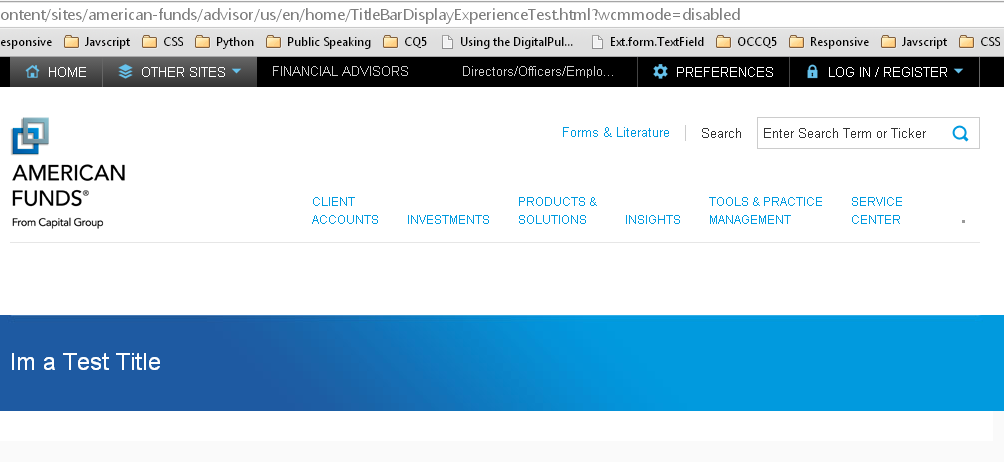 ontent/sites/american-funds/advisor/us/en/home/TitleBarDisplayExperienceTest.html?wcmmode=disabled
esponsive Javscript CSS Python Public Speaking CQ5 Using the DigitalPul... Ext.form.TextField OCCQ5 Responsive Javscript CSS
HOME OTHER SITES FINANCIAL ADVISORS Directors/Officers/Emplo... PREFERENCES LOG IN / REGISTER
Forms & Literature Search Enter Search Term or Ticker
AMERICAN
FUNDS®
From Capital Group
CLIENT
ACCOUNTS
INVESTMENTS
PRODUCTS &
SOLUTIONS
INSIGHTS
TOOLS & PRACTICE
MANAGEMENT
SERVICE
CENTER
Im a Test Title